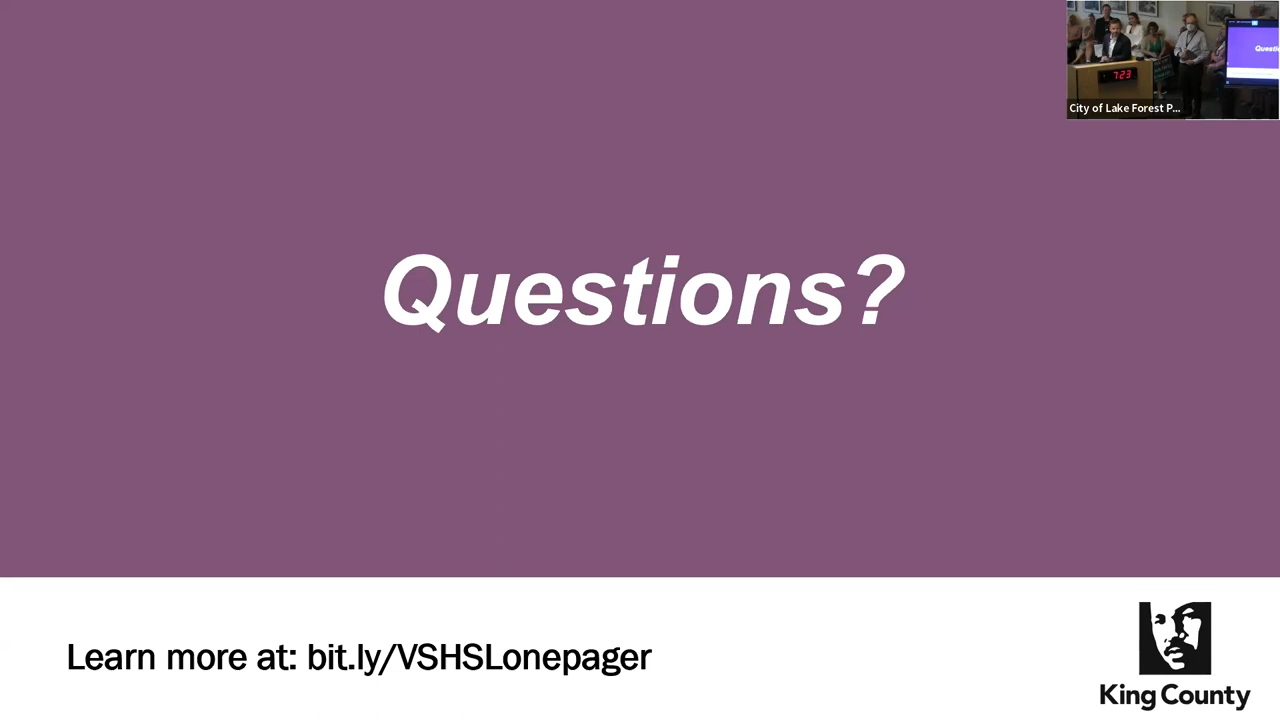 7:23
City of Lake Forest P...
Questions?
Learn more at: bit.ly/VSHSLonepager
King County